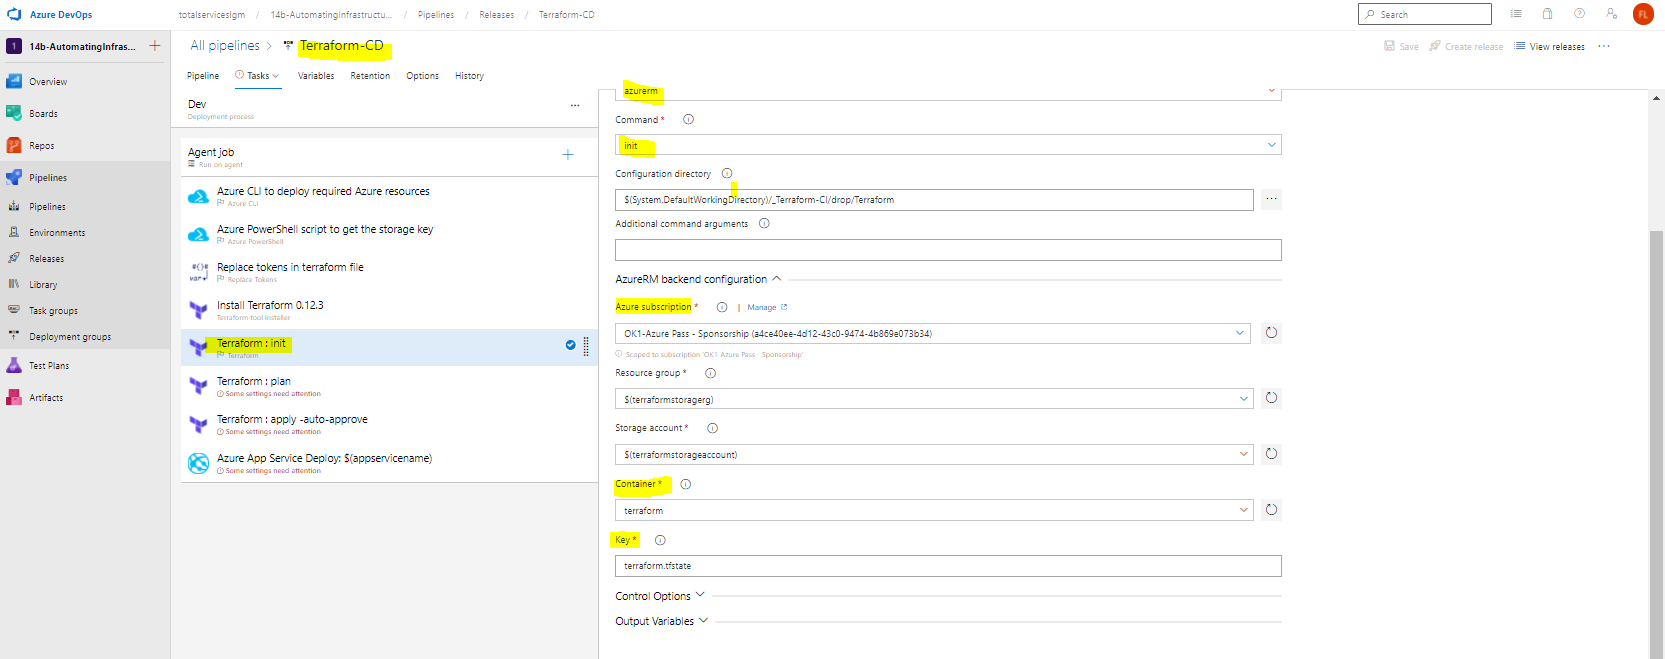 Azure DevOps
totalserviceslgm / 14b-AutomatingInfrastructu... / Pipelines / Releases / Terraform-CD
Search
FL
1 14b-AutomatingInfras...
Overview
Boards
Repos
Pipelines
Pipelines
Environments
Releases
Library
Task groups
Deployment groups
Test Plans
Artifacts
All pipelines > Terraform-CD
Save Create release View releases
Pipeline Tasks Variables Retention Options History
Dev
Deployment process
Agent job
Run on agent
Azure CLI to deploy required Azure resources
Azure CLI
Azure PowerShell script to get the storage key
Azure PowerShell
Replace tokens in terraform file
Replace Tokens
Install Terraform 0.12.3
Terraform tool installer
Terraform : init
Terraform
Terraform : plan
Some settings need attention
Terraform : apply -auto-approve
Some settings need attention
Azure App Service Deploy: $(appservicename)
Some settings need attention
azurerm
Command *
init
Configuration directory
$(System.DefaultWorkingDirectory)/_Terraform-CI/drop/Terraform
Additional command arguments
AzureRM backend configuration
Azure subscription * | Manage
OK1-Azure Pass - Sponsorship (a4ce40ee-4d12-43c0-9474-4b869e073b34)
Scoped to subscription 'OK1-Azure Pass - Sponsorship'
Resource group *
$(terraformstoragerg)
Storage account *
$(terraformstorageaccount)
Container *
terraform
Key *
terraform.tfstate
Control Options
Output Variables